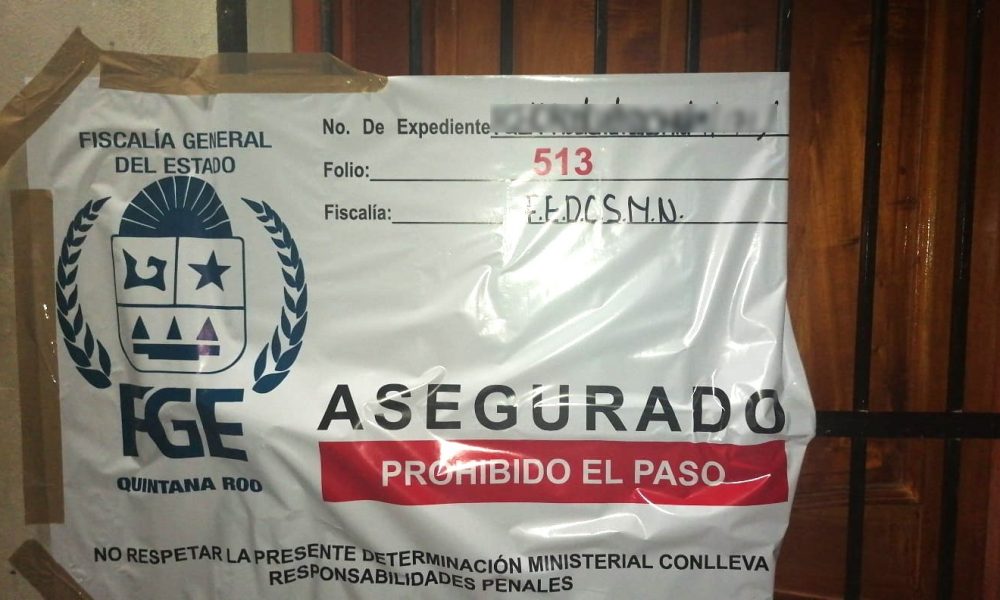 FISCALÍA GENERAL
DEL ESTADO
FGE
QUINTANA ROO
No. De Expediente
Folio: 513
Fiscalía: F.E.D.C.S.M.N.
ASEGURADO
PROHIBIDO EL PASO
NO RESPETAR LA PRESENTE DETERMINACIÓN MINISTERIAL CONLLEVA
RESPONSABILIDADES PENALES